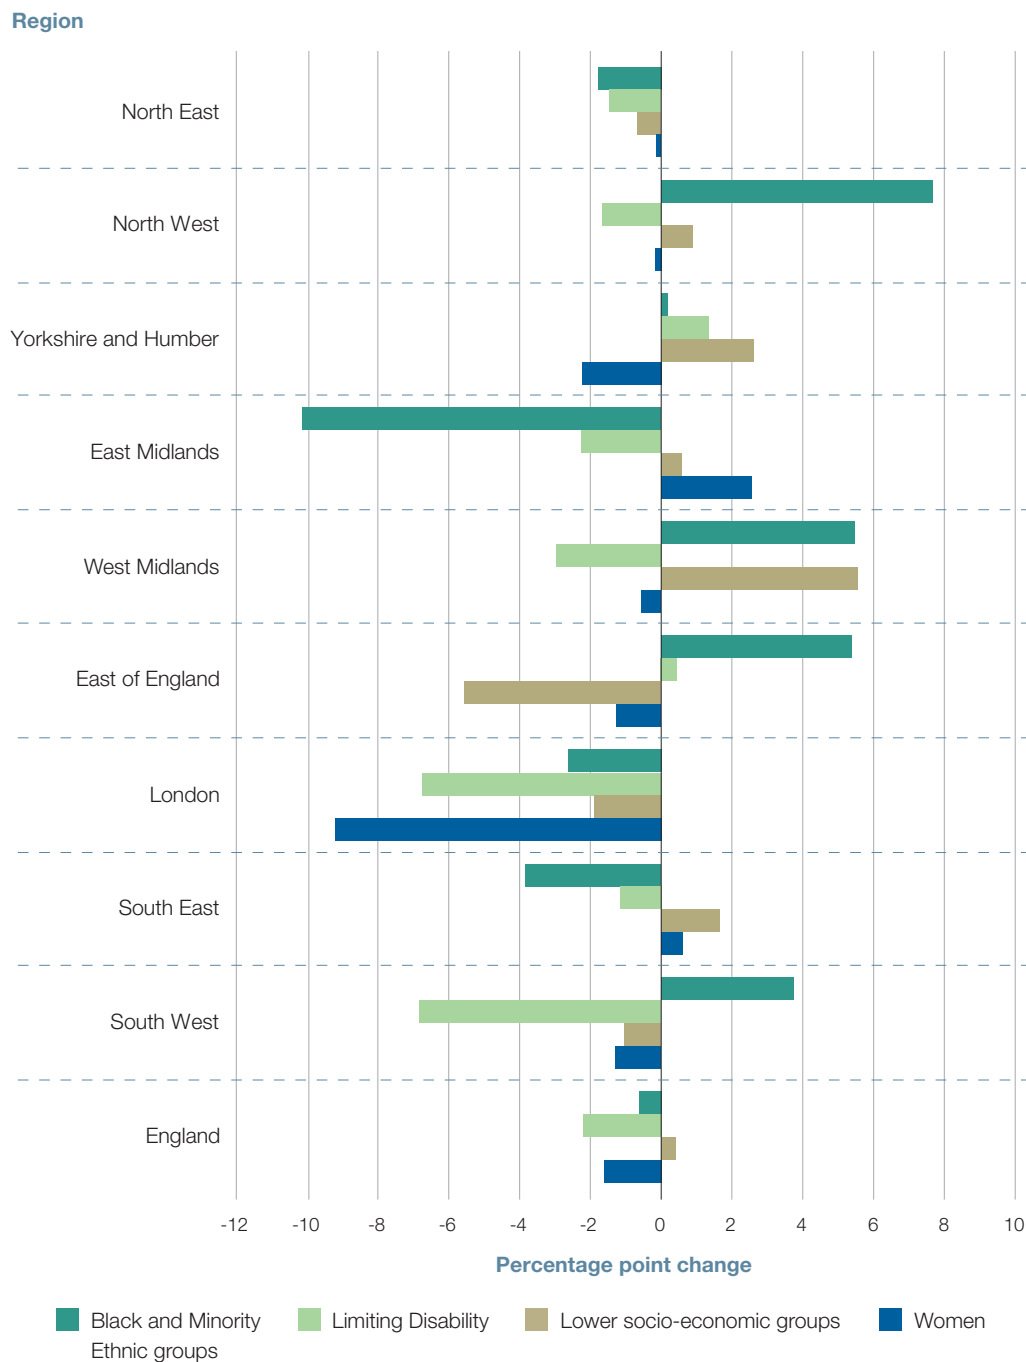 Region
North East
North West
Yorkshire and Humber
East Midlands
West Midlands
East of England
London
South East
South West
England
-12 -10 -8 -6 -4 -2 0 2 4 6 8 10
Percentage point change
Black and Minority
Ethnic groups
Limiting Disability
Lower socio-economic groups
Women